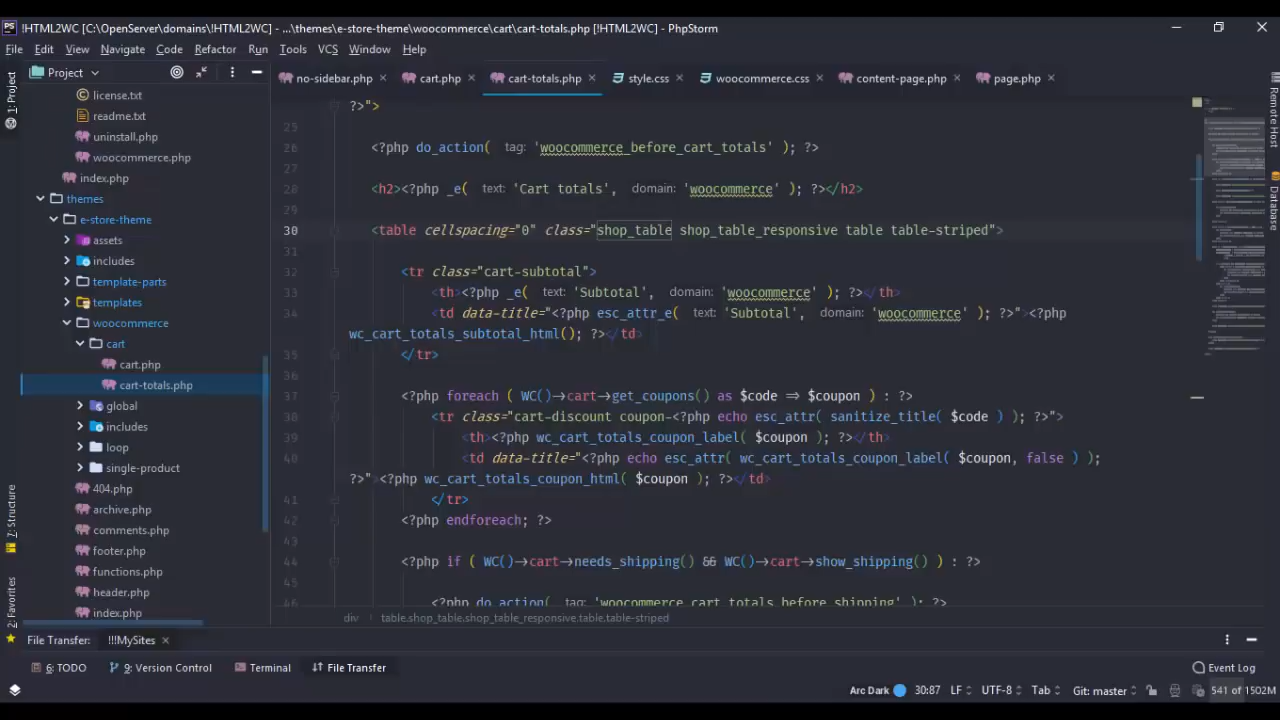 !HTML2WC [C:\OpenServer\domains\!HTML2WC] - ...\themes\e-store-theme\woocommerce\cart\cart-totals.php [!HTML2WC] - PhpStorm
File Edit View Navigate Code Refactor Run Tools VCS Window Help
Project
no-sidebar.php cart.php cart-totals.php style.css woocommerce.css content-page.php page.php
1: Project
7: Structure
2: Favorites
Remote Host
Database
license.txt
readme.txt
uninstall.php
woocommerce.php
index.php
themes
e-store-theme
assets
includes
template-parts
templates
woocommerce
cart
cart.php
cart-totals.php
global
includes
loop
single-product
404.php
archive.php
comments.php
footer.php
functions.php
header.php
index.php
?>">
25
26 <?php do_action( tag: 'woocommerce_before_cart_totals' ); ?>
28 <h2><?php _e( text: 'Cart totals', domain: 'woocommerce' ); ?></h2>
29
30 <table cellspacing="0" class="shop_table shop_table_responsive table table-striped">
31
32 <tr class="cart-subtotal">
33 <th><?php _e( text: 'Subtotal', domain: 'woocommerce' ); ?></th>
34 <td data-title="<?php esc_attr_e( text: 'Subtotal', domain: 'woocommerce' ); ?>"><?php
wc_cart_totals_subtotal_html(); ?></td>
35 </tr>
36
37 <?php foreach ( WC()->cart->get_coupons() as $code => $coupon ) : ?>
38 <tr class="cart-discount coupon-<?php echo esc_attr( sanitize_title( $code ) ); ?>">
39 <th><?php wc_cart_totals_coupon_label( $coupon ); ?></th>
40 <td data-title="<?php echo esc_attr( wc_cart_totals_coupon_label( $coupon, false ) );
?>"><?php wc_cart_totals_coupon_html( $coupon ); ?></td>
41 </tr>
42 <?php endforeach; ?>
43
44 <?php if ( WC()->cart->needs_shipping() && WC()->cart->show_shipping() ) : ?>
45
46 <?php do_action( tag: 'woocommerce_cart_totals_before_shipping' ); ?>
div table.shop_table.shop_table_responsive.table.table-striped
File Transfer: !!!MySites
6: TODO 9: Version Control Terminal File Transfer Event Log
Arc Dark 30:87 LF UTF-8 Tab Git: master 541 of 1502M